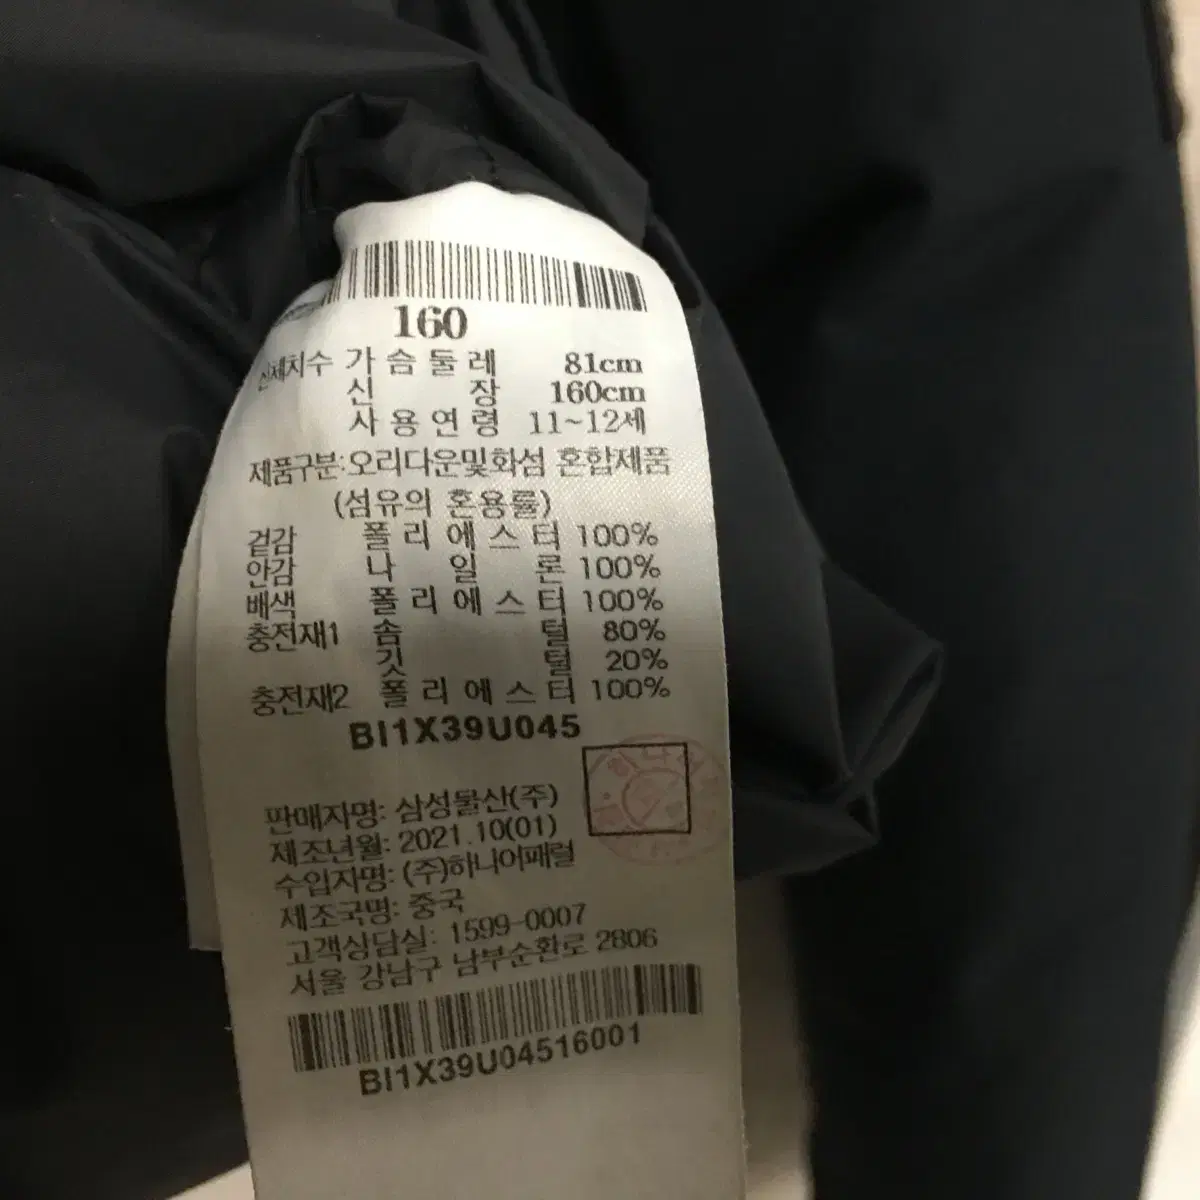 160
신체치수 가슴둘레 81cm
신장 160cm
사용연령 11~12세
제품구분:오리다운및화섬 혼합제품
(섬유의 혼용률)
겉감 폴리에스터 100%
안감 나일론 100%
배색 폴리에스터 100%
충전재1 솜털 80%
깃털 20%
충전재2 폴리에스터 100%
BI1X39U045
판매자명: 삼성물산(주)
제조년월: 2021.10(01)
수입자명: (주)하니어패럴
제조국명: 중국
고객상담실: 1599-0007
서울 강남구 남부순환로 2806
BI1X39U04516001